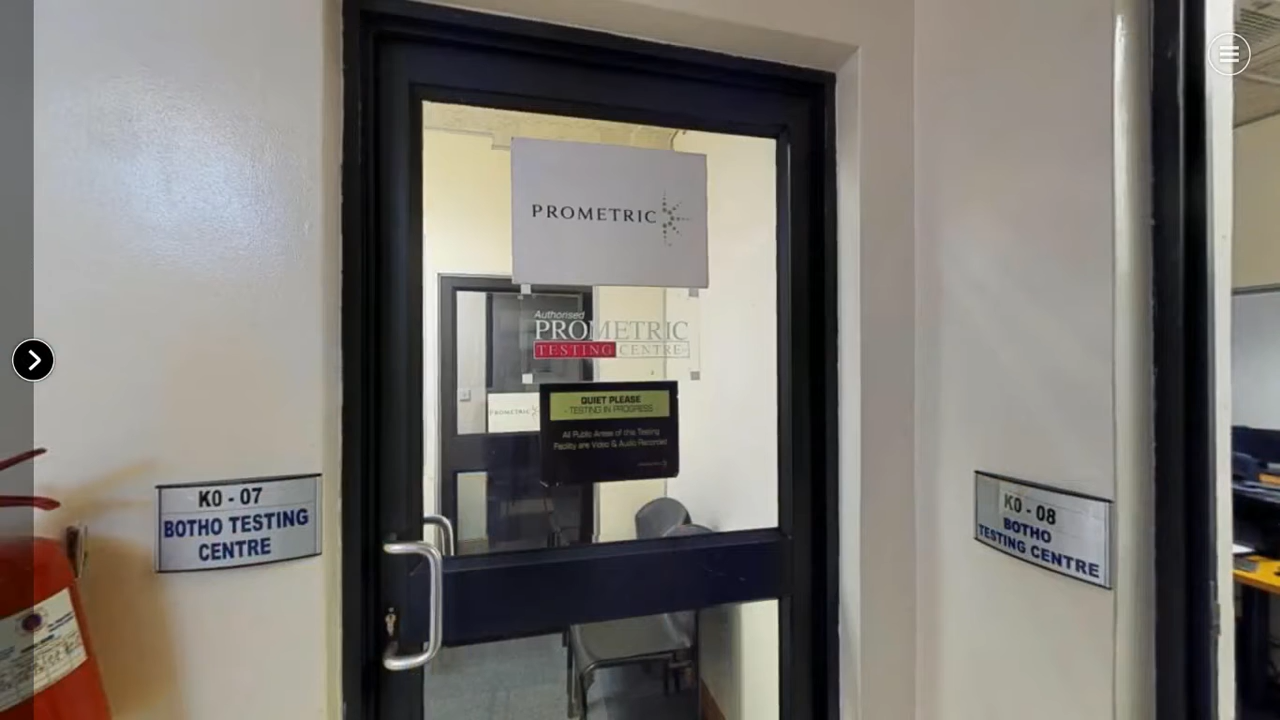 PROMETRIC
Authorised
PROMETRIC
TESTING CENTRE
PROMETRIC
QUIET PLEASE
- TESTING IN PROGRESS -
All Public Areas of this Testing
Facility are Video & Audio Recorded
K0 - 07
BOTHO TESTING
CENTRE
K0 - 08
BOTHO
TESTING CENTRE